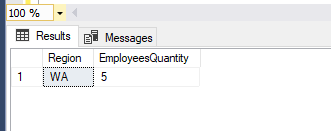 100 %
Results Messages
Region EmployeesQuantity
1 WA 5